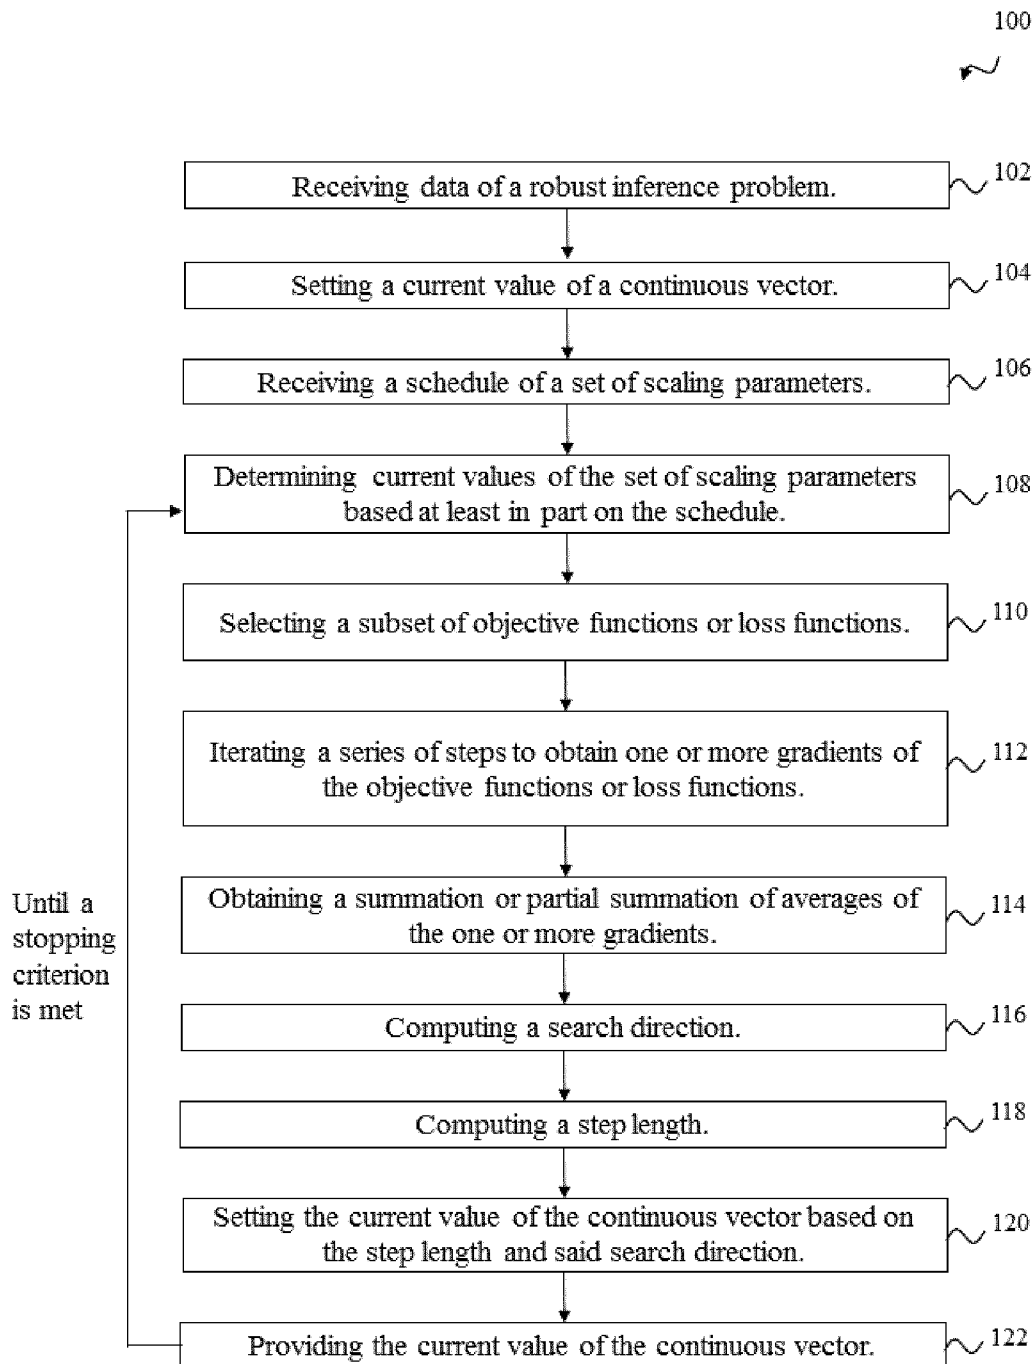 100
Receiving data of a robust inference problem.
102
Setting a current value of a continuous vector.
104
Receiving a schedule of a set of scaling parameters.
106
Determining current values of the set of scaling parameters
based at least in part on the schedule.
108
Selecting a subset of objective functions or loss functions.
110
Iterating a series of steps to obtain one or more gradients of
the objective functions or loss functions.
112
Until a
stopping
criterion
is met
Obtaining a summation or partial summation of averages of
the one or more gradients.
114
Computing a search direction.
116
Computing a step length.
118
Setting the current value of the continuous vector based on
the step length and said search direction.
120
Providing the current value of the continuous vector.
122